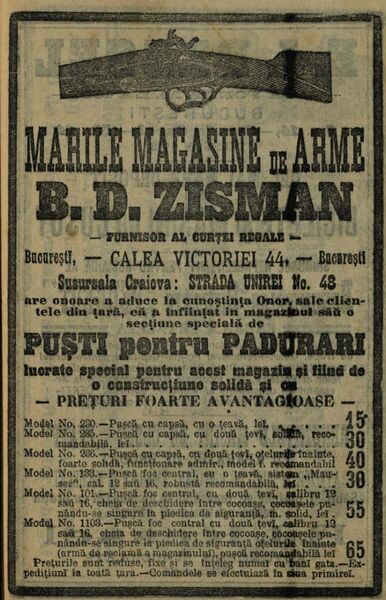 MARILE MAGASINE DE ARME
B. D. ZISMAN
— FURNISOR AL CURȚEI REGALE —
București, — CALEA VICTORIEI 44, — București
Sususrsala Craiova: STRADA UNIREI No. 48
are onoare a aduce la cunoștința Onor. sale clien-
tele din țară, că a înființat în magazinul său o
secțiune specială de
PUȘTI pentru PADURARI
lucrate special pentru acest magazin și fiind de
o construcțiune solidă și cu
— PREȚURI FOARTE AVANTAGIOASE —
Model No. 230.—Pușcă cu capsă, cu o țeavă, lei . . . . 15
Model No. 235.—Pușcă cu capsă, cu două țevi, solidă, reco-
mandabilă, lei . . . . 30
Model No. 236.—Pușcă cu capsă, cu două țevi, oțelurile înainte,
foarte solidă, funcționare admir., model f. recomandabil 40
Model No. 133.—Pușcă foc central, cu o țeavă, sistem „Mau-
ser", cal. 12 sau 16, robustă recomandabilă, lei . . 30
Model No. 101.—Pușcă foc central, cu două țevi, calibru 12
sau 16, cheia de deschidere între cocoașe, cocoașele pu-
nându-se singure în piedica de siguranță, m. solid, lei . 55
Model No. 1103.—Pușcă foc central cu două țevi, calibru 12
sau 16, cheia de deschidere între cocoașe, cocoașele pu-
nându-se singure la piedica de siguranță, oțelurile înainte
(armă de reclamă a magazinului), pușcă recomandabilă lei 65
Prețurile sunt reduse, fixe și se înțeleg numai cu bani gata.—Ex-
pedițiuni în toată țara.—Comandele se efectuiază în ziua primirei.